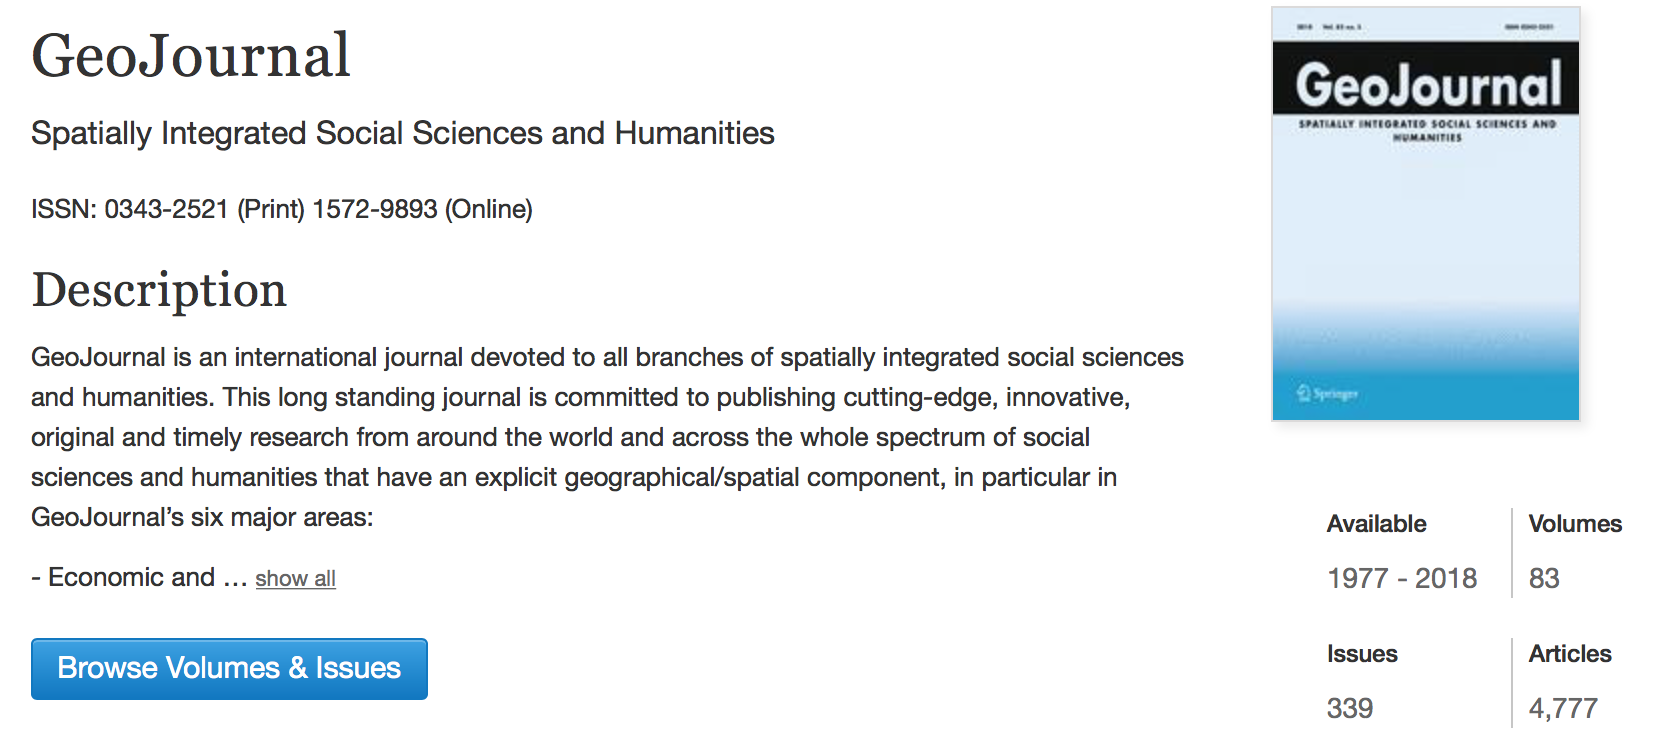 GeoJournal
Spatially Integrated Social Sciences and Humanities
ISSN: 0343-2521 (Print) 1572-9893 (Online)
Description
GeoJournal is an international journal devoted to all branches of spatially integrated social sciences
and humanities. This long standing journal is committed to publishing cutting-edge, innovative,
original and timely research from around the world and across the whole spectrum of social
sciences and humanities that have an explicit geographical/spatial component, in particular in
GeoJournal’s six major areas:
- Economic and … show all
Browse Volumes & Issues
GeoJournal
SPATIALLY INTEGRATED SOCIAL SCIENCES AND
HUMANITIES
Springer
Available Volumes
1977 - 2018 83
Issues Articles
339 4,777